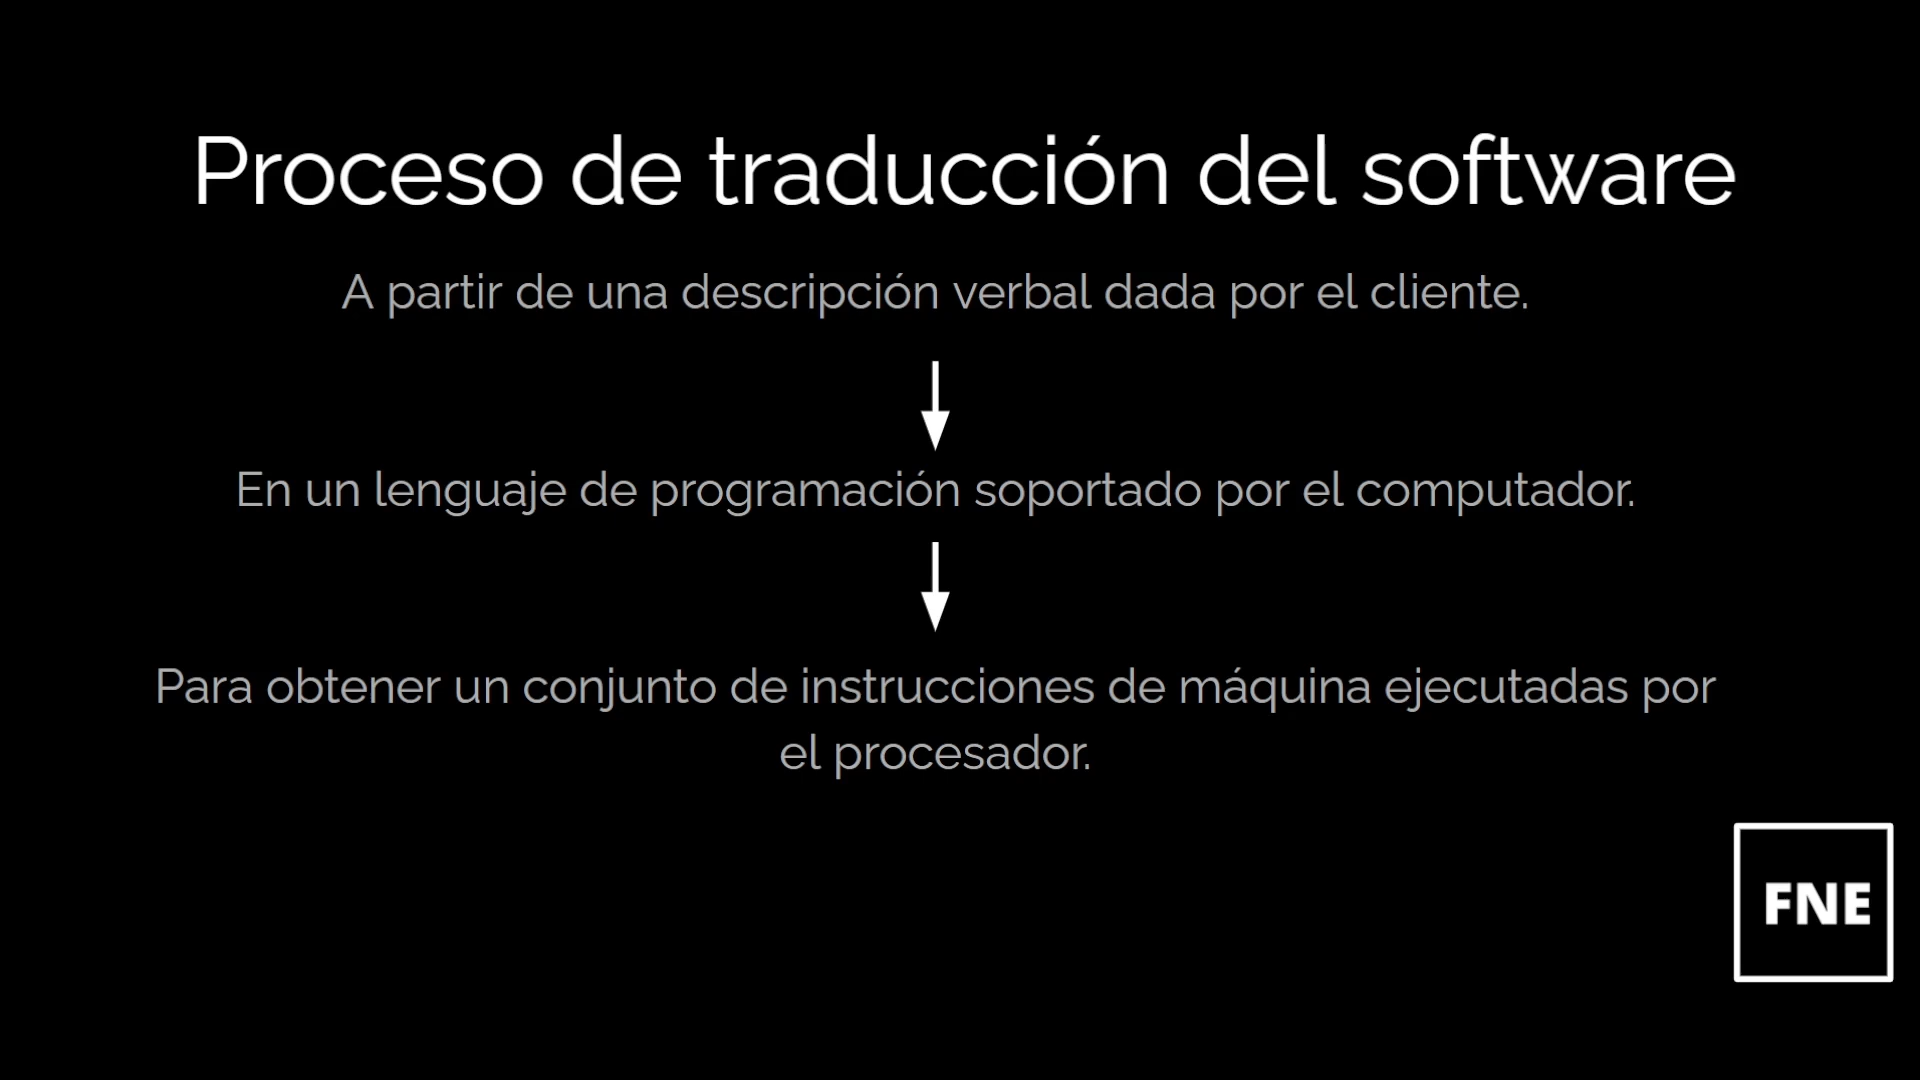 Proceso de traducción del software
A partir de una descripción verbal dada por el cliente.
En un lenguaje de programación soportado por el computador.
Para obtener un conjunto de instrucciones de máquina ejecutadas por
el procesador.
FNE